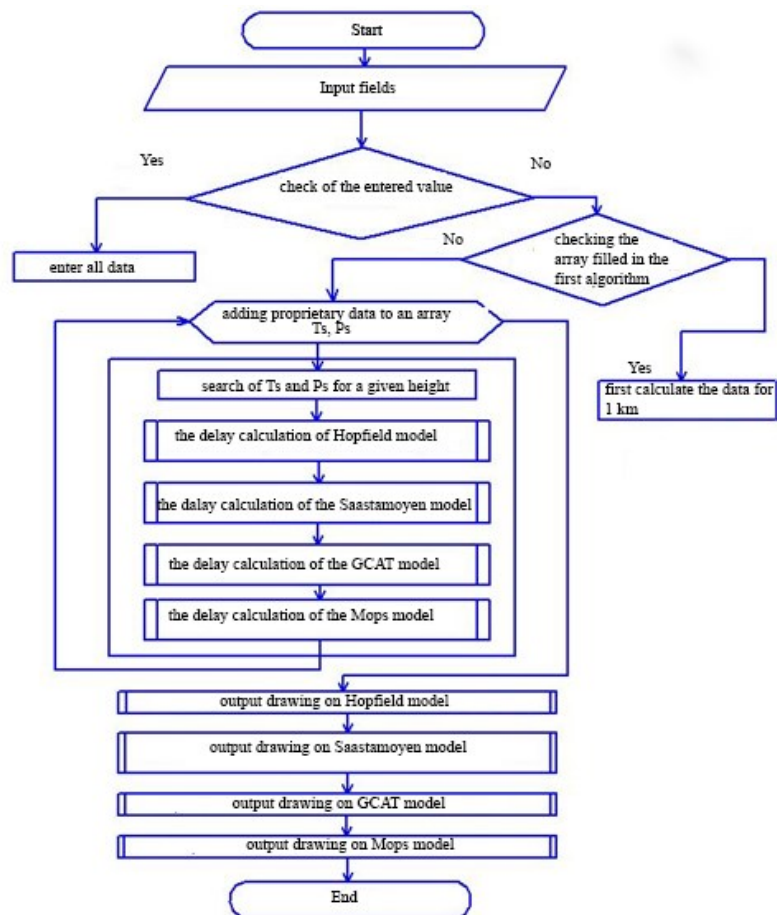 Start
Input fields
Yes
No
check of the entered value
No
checking the
array filled in the
first algorithm
enter all data
adding proprietary data to an array
Ts, Ps
Yes
search of Ts and Ps for a given height
first calculate the data for
1 km
the delay calculation of Hopfield model
the dalay calculation of the Saastamoyen model
the delay calculation of the GCAT model
the delay calculation of the Mops model
output drawing on Hopfield model
output drawing on Saastamoyen model
output drawing on GCAT model
output drawing on Mops model
End